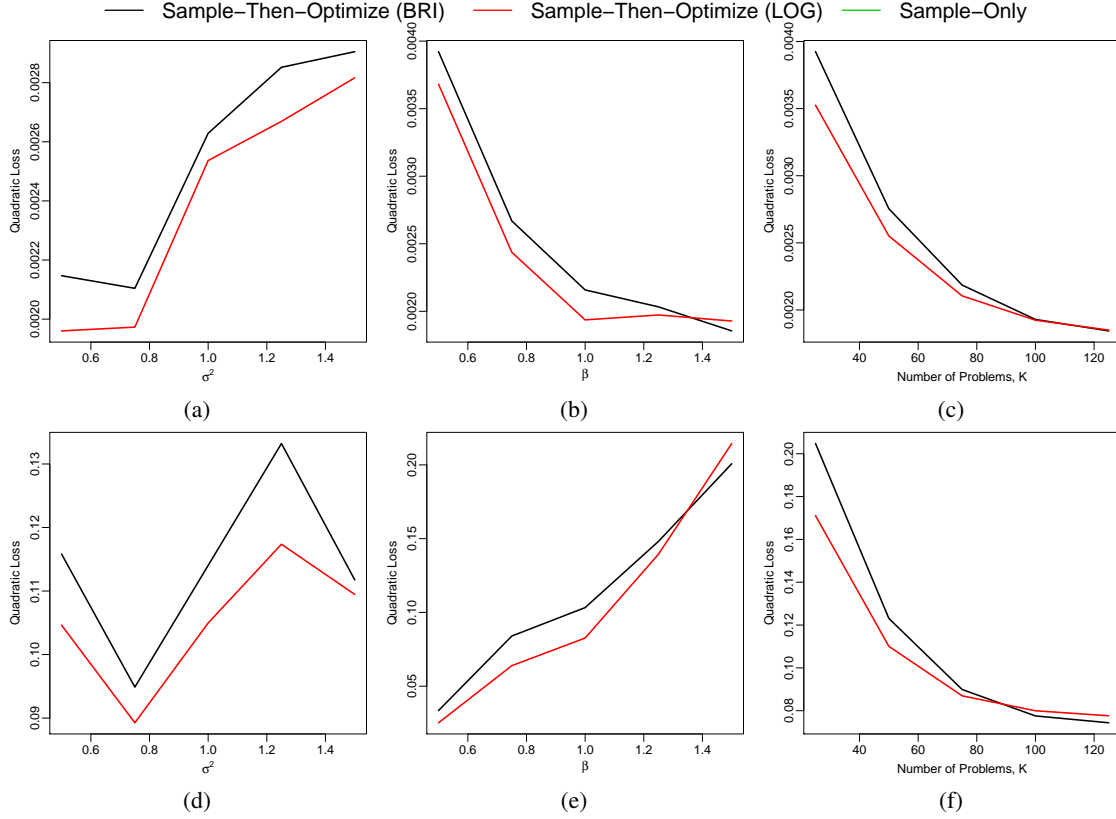 Sample−Then−Optimize (BRI) Sample−Then−Optimize (LOG) Sample−Only
Quadratic Loss
0.0020 0.0022 0.0024 0.0026 0.0028
0.6 0.8 1.0 1.2 1.4
σ²
(a)
Quadratic Loss
0.0020 0.0025 0.0030 0.0035 0.0040
0.6 0.8 1.0 1.2 1.4
β
(b)
Quadratic Loss
0.0020 0.0025 0.0030 0.0035 0.0040
40 60 80 100 120
Number of Problems, K
(c)
Quadratic Loss
0.09 0.10 0.11 0.12 0.13
0.6 0.8 1.0 1.2 1.4
σ²
(d)
Quadratic Loss
0.05 0.10 0.15 0.20
0.6 0.8 1.0 1.2 1.4
β
(e)
Quadratic Loss
0.08 0.10 0.12 0.14 0.16 0.18 0.20
40 60 80 100 120
Number of Problems, K
(f)